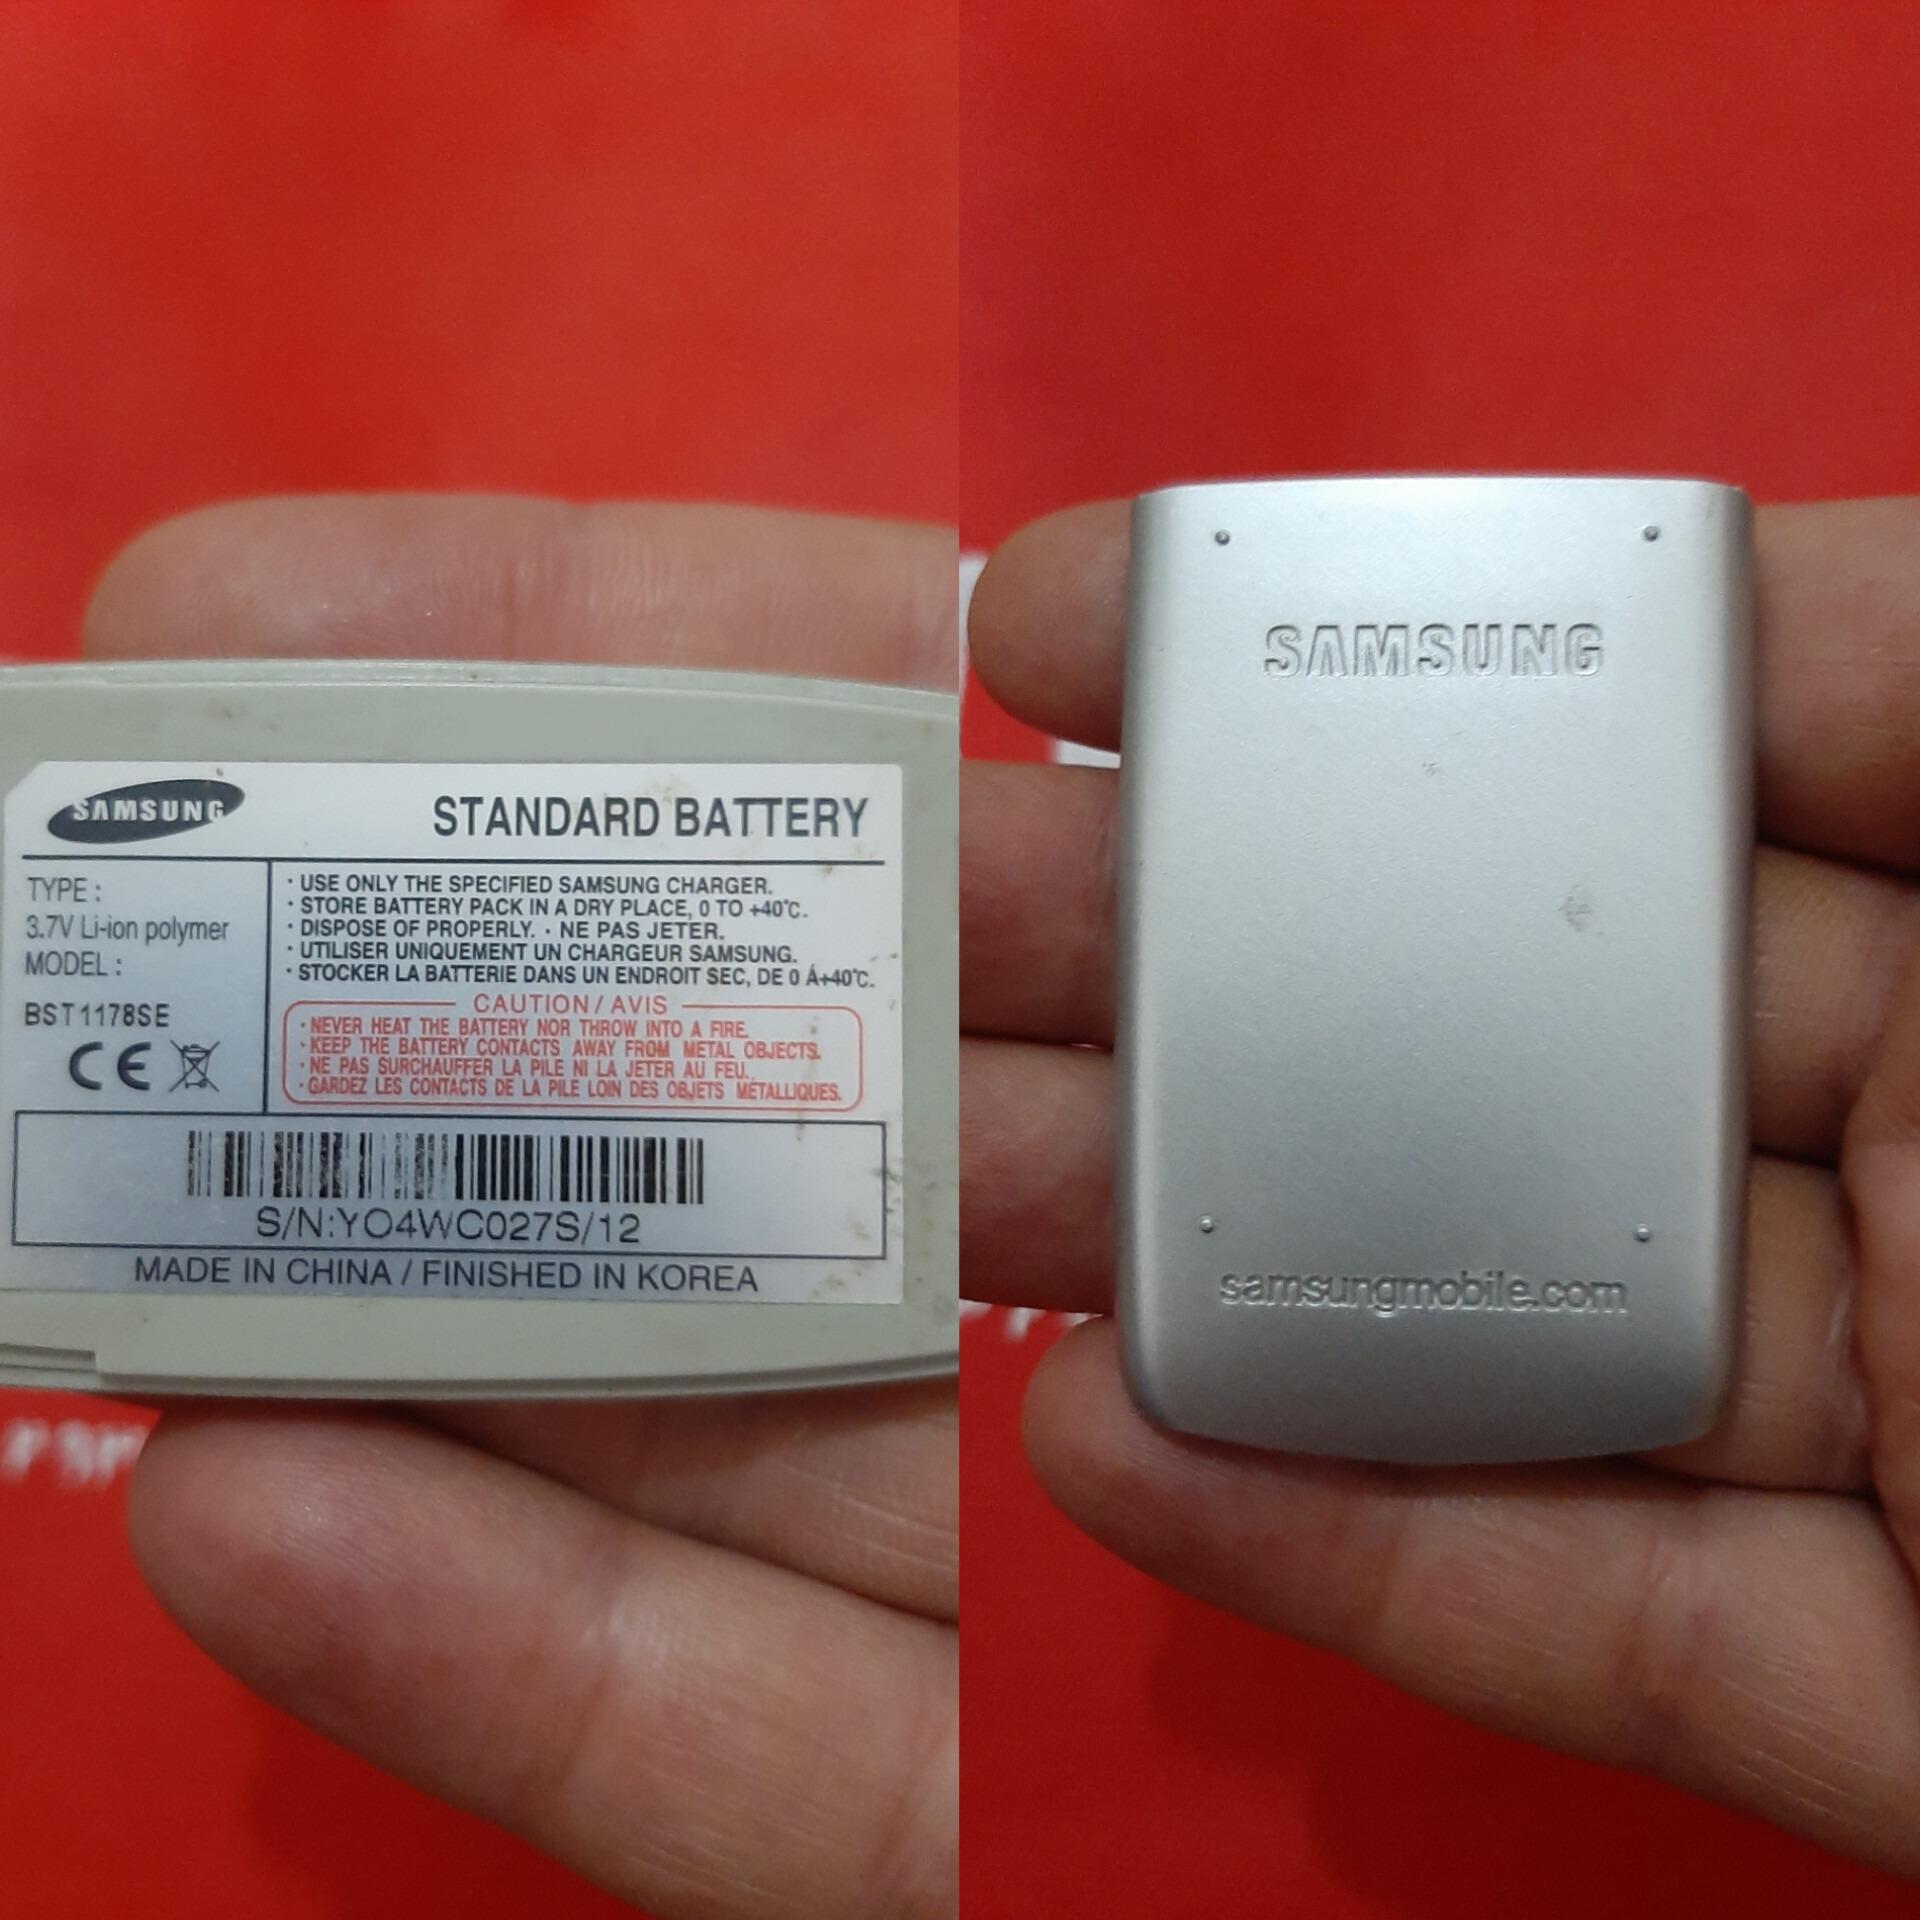 SAMSUNG
STANDARD BATTERY
TYPE :
3.7V Li-ion polymer
MODEL :
BST1178SE
CE
· USE ONLY THE SPECIFIED SAMSUNG CHARGER.
· STORE BATTERY PACK IN A DRY PLACE, 0 TO +40℃.
· DISPOSE OF PROPERLY. · NE PAS JETER.
· UTILISER UNIQUEMENT UN CHARGEUR SAMSUNG.
· STOCKER LA BATTERIE DANS UN ENDROIT SEC, DE 0 Á+40℃.
CAUTION / AVIS
· NEVER HEAT THE BATTERY NOR THROW INTO A FIRE.
· KEEP THE BATTERY CONTACTS AWAY FROM METAL OBJECTS.
· NE PAS SURCHAUFFER LA PILE NI LA JETER AU FEU.
· GARDEZ LES CONTACTS DE LA PILE LOIN DES OBJETS MÉTALLIQUES.
S/N:YO4WC027S/12
MADE IN CHINA / FINISHED IN KOREA
SAMSUNG
samsungmobile.com